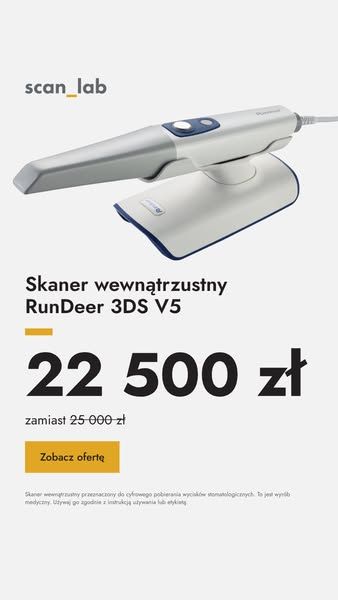 scan_lab
Skaner wewnątrzustny
RunDeer 3DS V5
22 500 zł
zamiast 25 000 zł
Zobacz ofertę
Skaner wewnątrzustny przeznaczony do cyfrowego pobierania wycisków stomatologicznych. To jest wyrób
medyczny. Używaj go zgodnie z instrukcją używania lub etykietą.